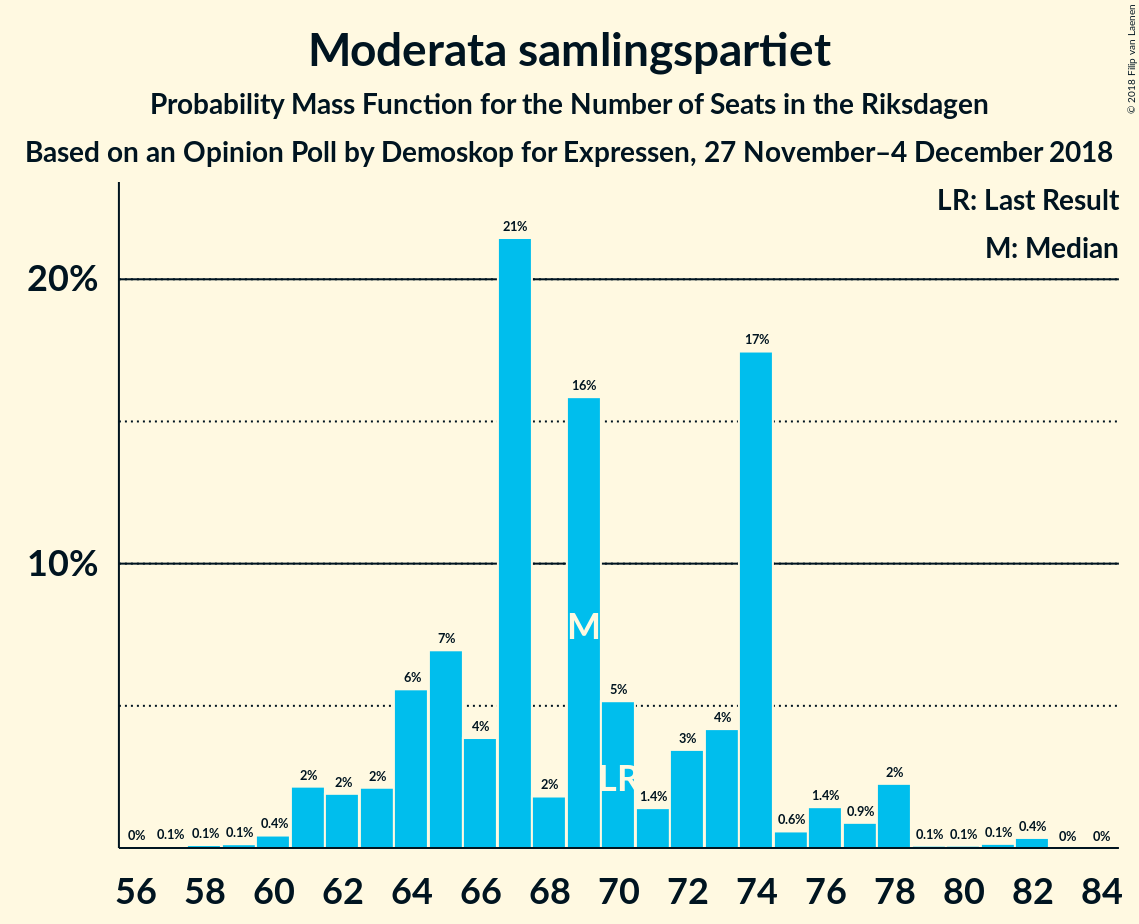 Moderata samlingspartiet
Probability Mass Function for the Number of Seats in the Riksdagen
Based on an Opinion Poll by Demoskop for Expressen, 27 November–4 December 2018
© 2018 Filip van Laenen
LR: Last Result
M: Median
20%
10%
0% 0.1% 0.1% 0.1% 0.4% 2% 2% 2% 6% 7% 4% 21% 2% 16% 5% 1.4% 3% 4% 17% 0.6% 1.4% 0.9% 2% 0.1% 0.1% 0.1% 0.4% 0% 0%
M
LR
56 58 60 62 64 66 68 70 72 74 76 78 80 82 84